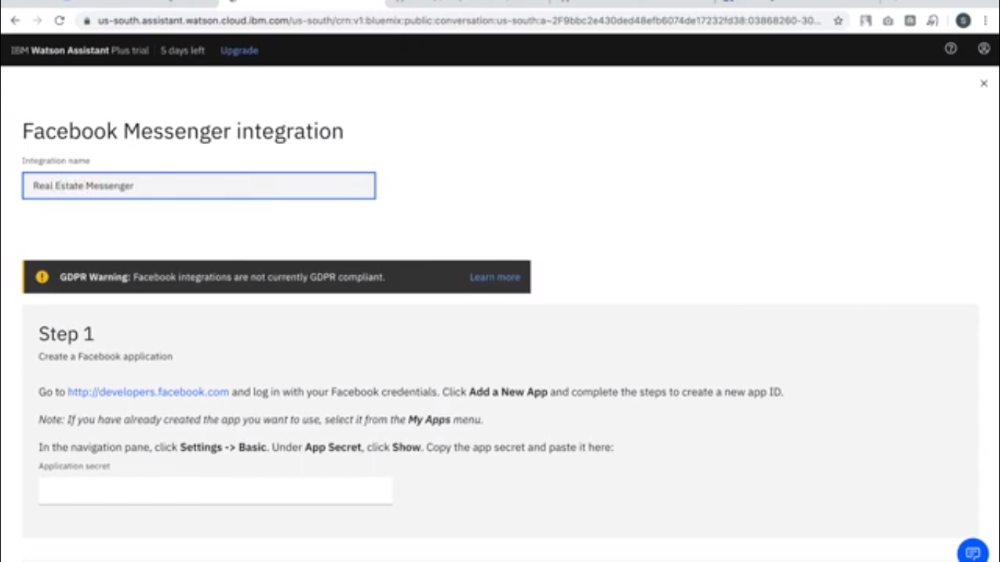 us-south.assistant.watson.cloud.ibm.com/us-south/crn:v1:bluemix:public:conversation:us-south:a~2F9bbc2e430ded48efb6074de17232fd38:03868260-30...
S
IBM Watson Assistant Plus trial 5 days left Upgrade
Facebook Messenger integration
Integration name
Real Estate Messenger
GDPR Warning: Facebook integrations are not currently GDPR compliant. Learn more
Step 1
Create a Facebook application
Go to http://developers.facebook.com and log in with your Facebook credentials. Click Add a New App and complete the steps to create a new app ID.
Note: If you have already created the app you want to use, select it from the My Apps menu.
In the navigation pane, click Settings -> Basic. Under App Secret, click Show. Copy the app secret and paste it here:
Application secret